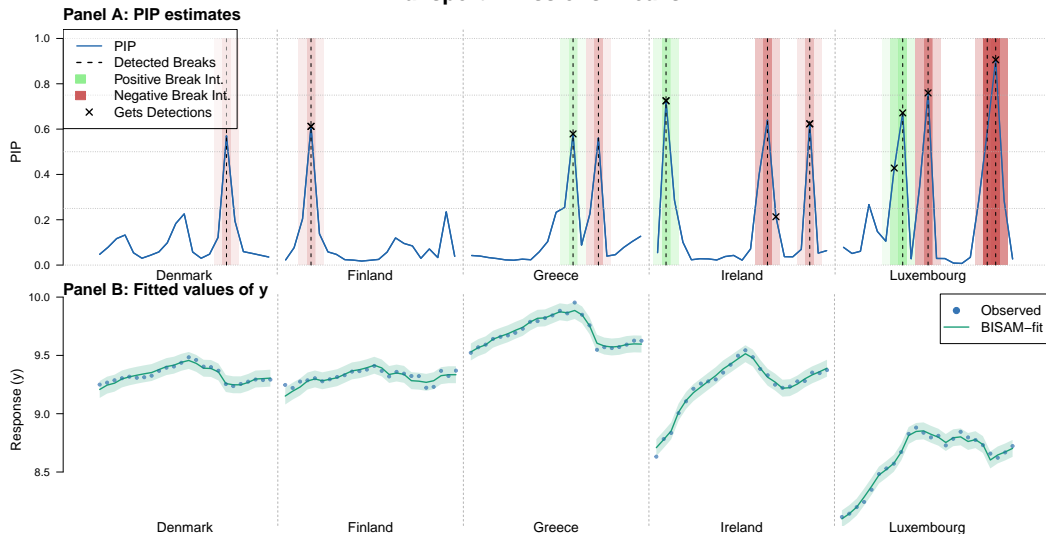 Panel A: PIP estimates
PIP
Detected Breaks
Positive Break Int.
Negative Break Int.
Gets Detections
1.0
0.8
0.6
0.4
0.2
0.0
PIP
Denmark
Finland
Greece
Ireland
Luxembourg
Panel B: Fitted values of y
Observed
BISAM−fit
10.0
9.5
9.0
8.5
Response (y)
Denmark
Finland
Greece
Ireland
Luxembourg